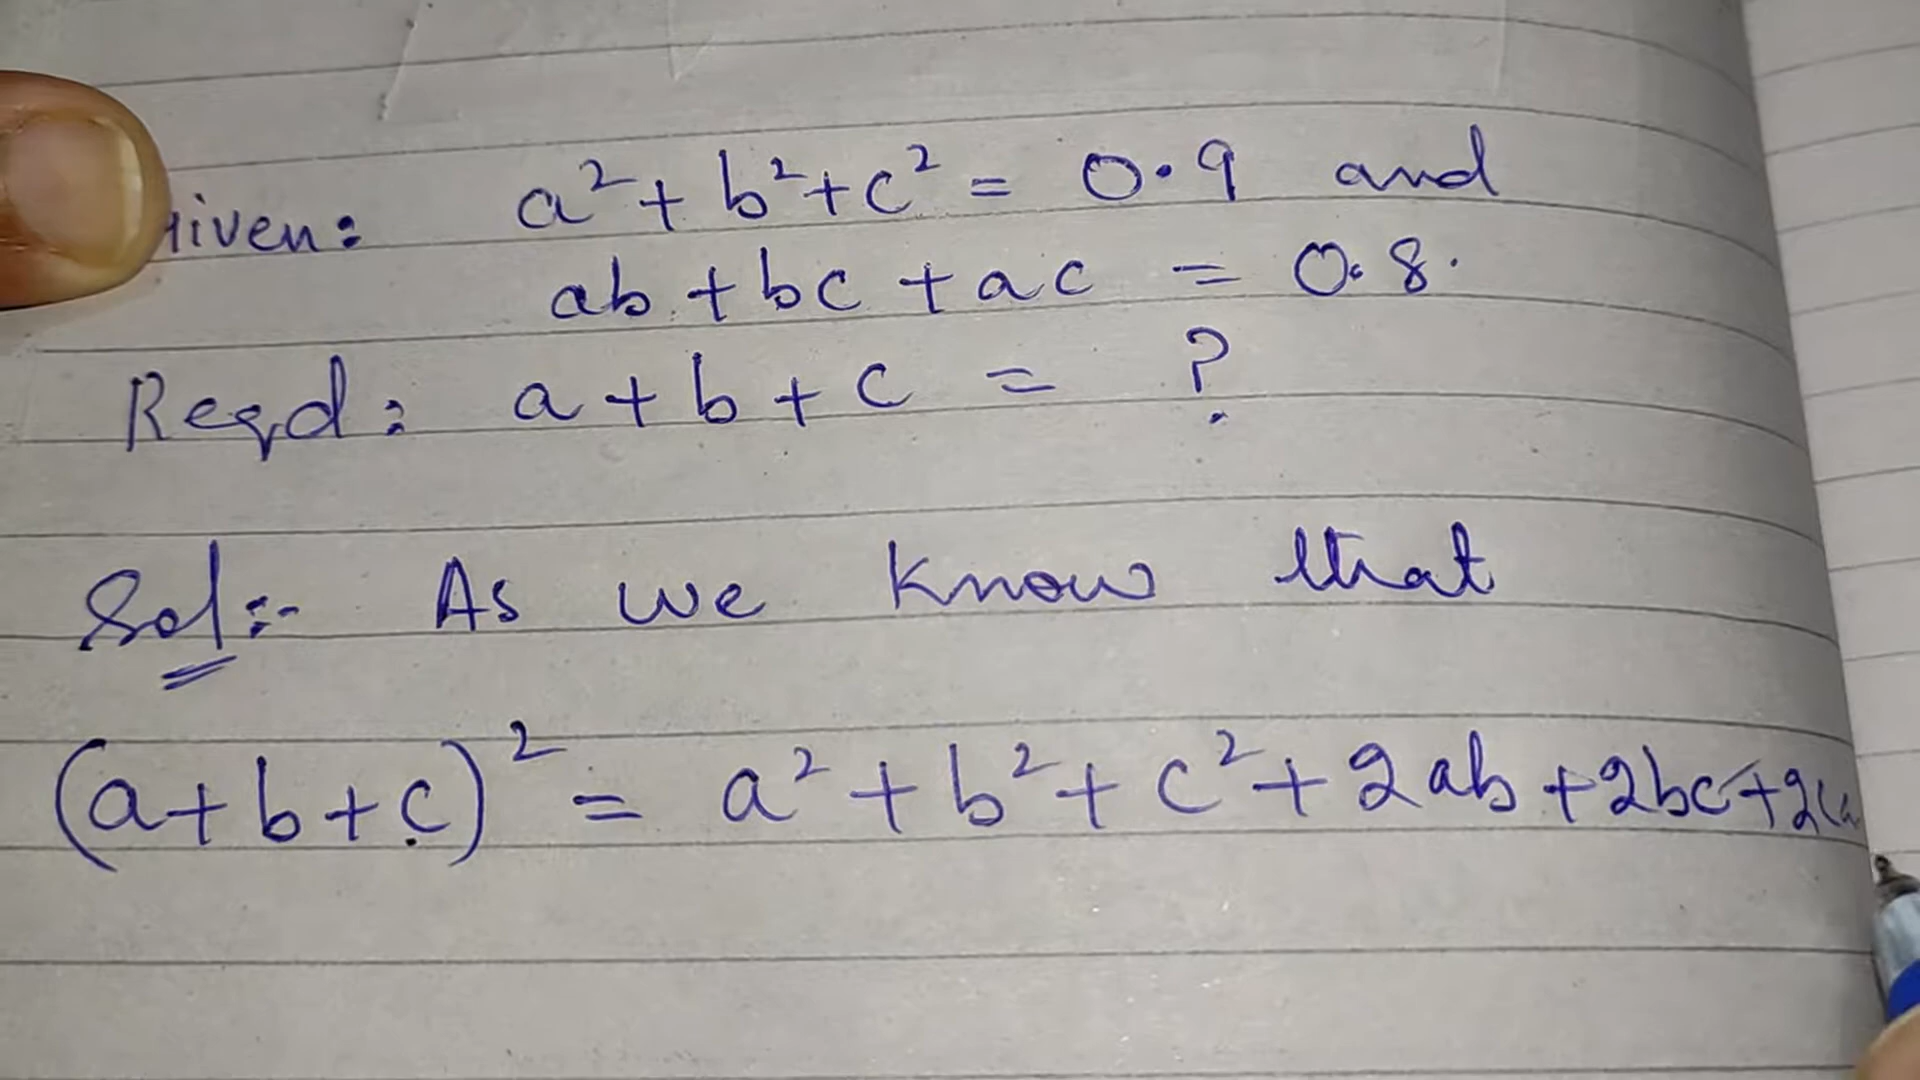 Given: a² + b² + c² = 0.9 and
ab + bc + ac = 0.8.
Reqd: a + b + c = ?
Sol:- As we know that
(a+b+c)² = a² + b² + c² + 2ab + 2bc + 2ca